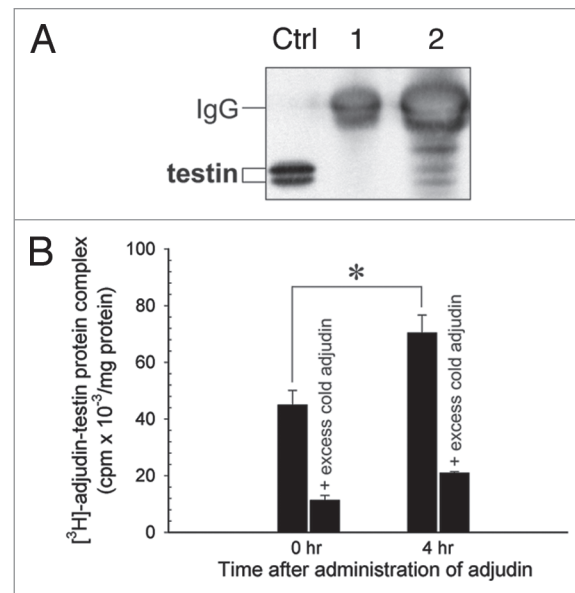 A
Ctrl 1 2
IgG
testin
B
[³H]-adjudin-testin protein complex
(cpm x 10⁻³/mg protein)
100
80
60
40
20
0
*
+ excess cold adjudin
+ excess cold adjudin
0 hr 4 hr
Time after administration of adjudin